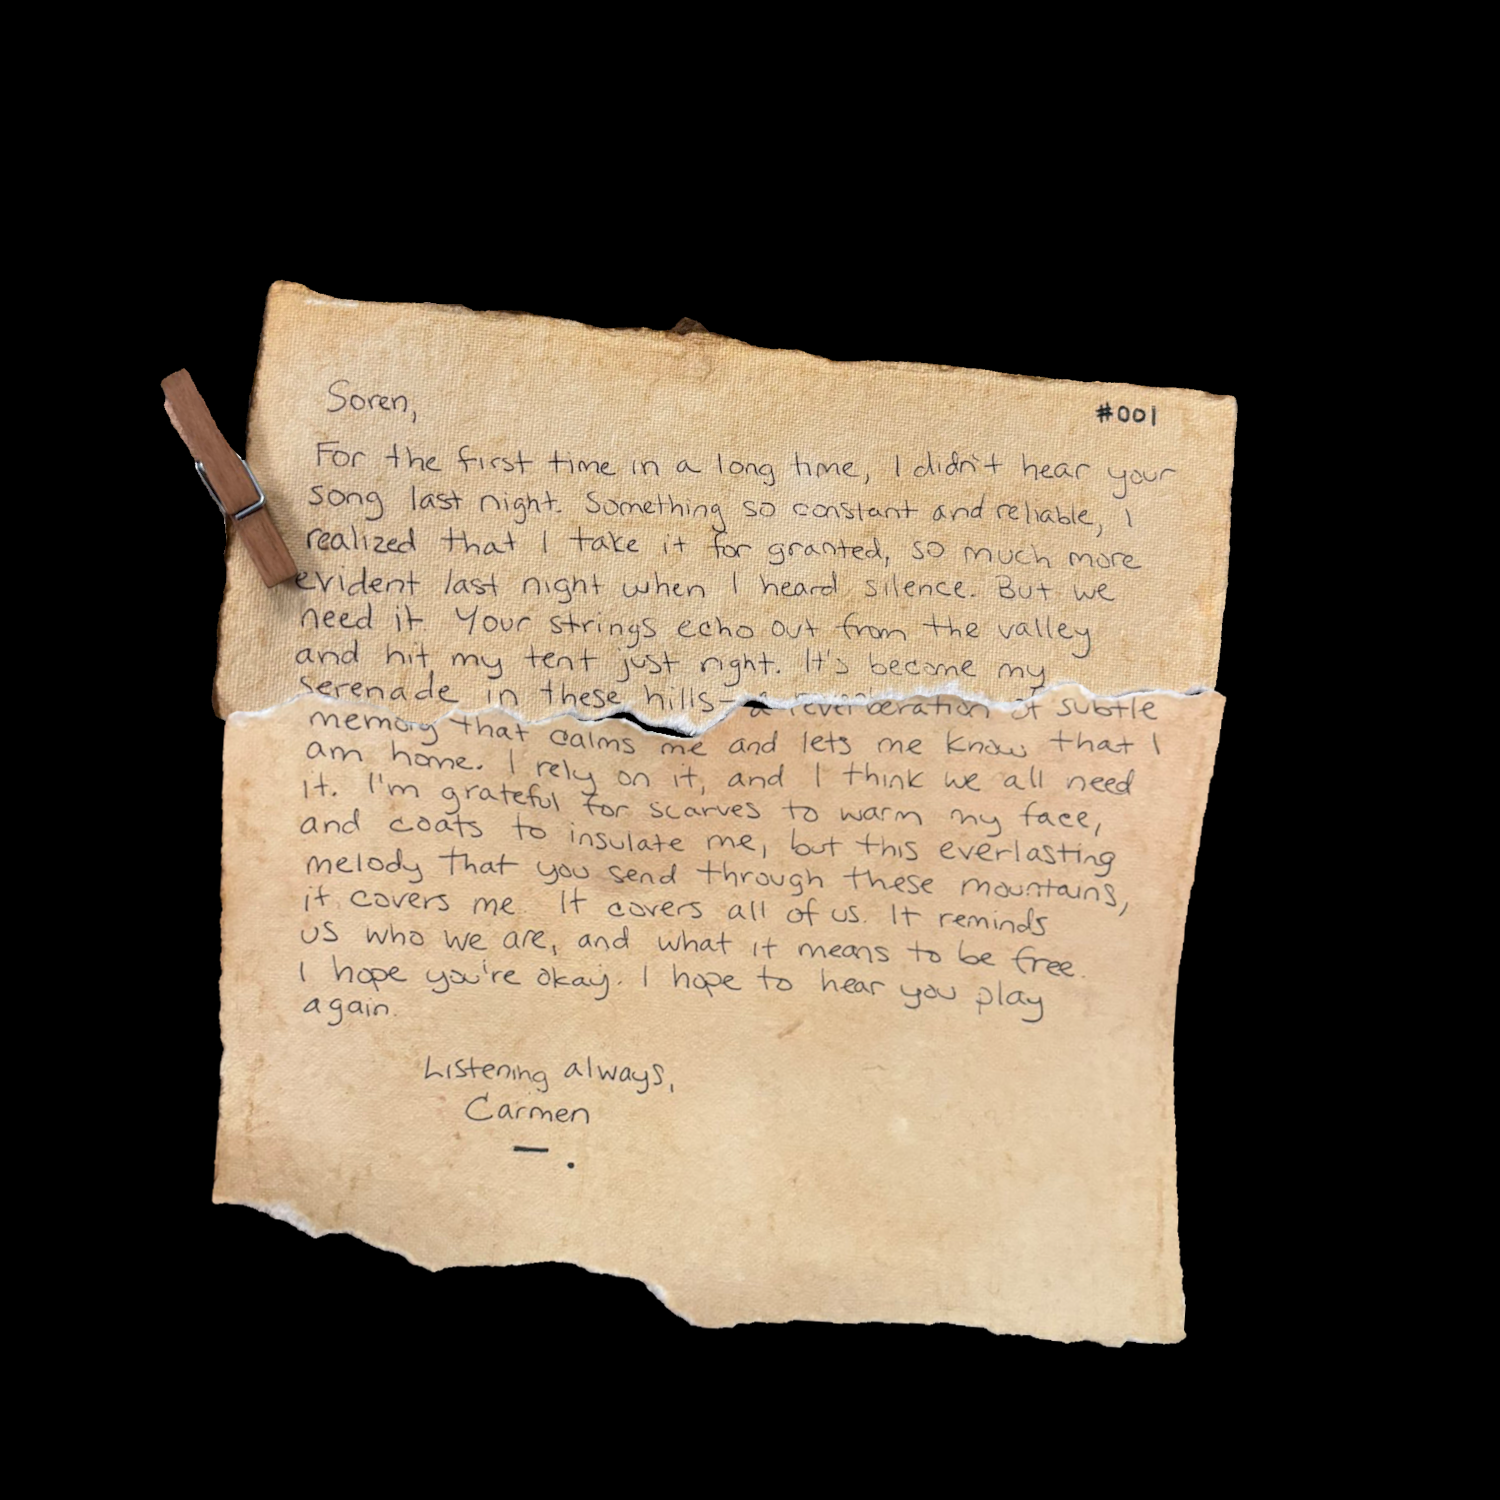 Soren,
#001
For the first time in a long time, I didn't hear your
song last night. Something so constant and reliable, I
realized that I take it for granted, so much more
evident last night when I heard silence. But we
need it. Your strings echo out from the valley
and hit my tent just right. It's become my
serenade in these hills - a reverberation of subtle
memory that calms me and lets me know that I
am home. I rely on it, and I think we all need
it. I'm grateful for scarves to warm my face,
and coats to insulate me, but this everlasting
melody that you send through these mountains,
it covers me. It covers all of us. It reminds
us who we are, and what it means to be free.
I hope you're okay. I hope to hear you play
again.
Listening always,
Carmen
— .